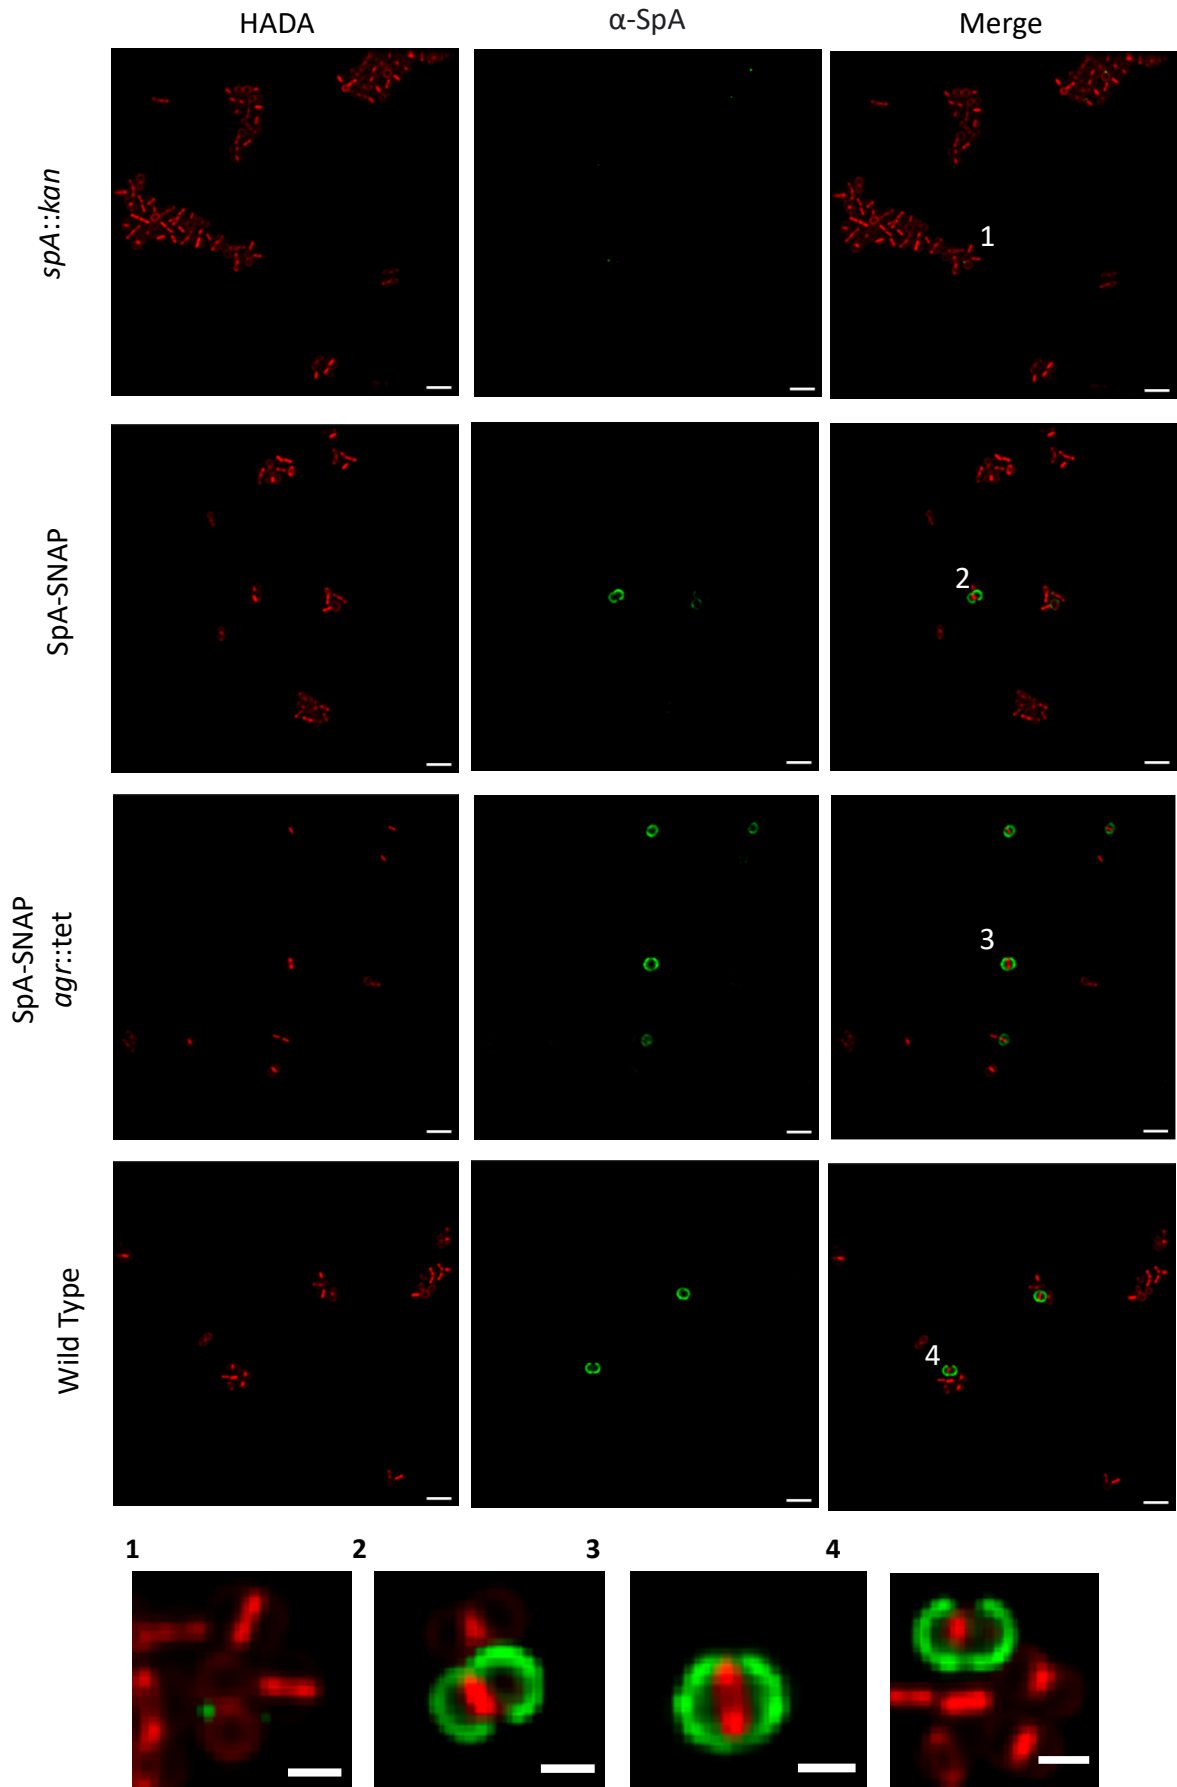 HADA
α-SpA
Merge
spA::kan
1
SpA-SNAP
2
SpA-SNAP
agr::tet
3
Wild Type
4
1
2
3
4